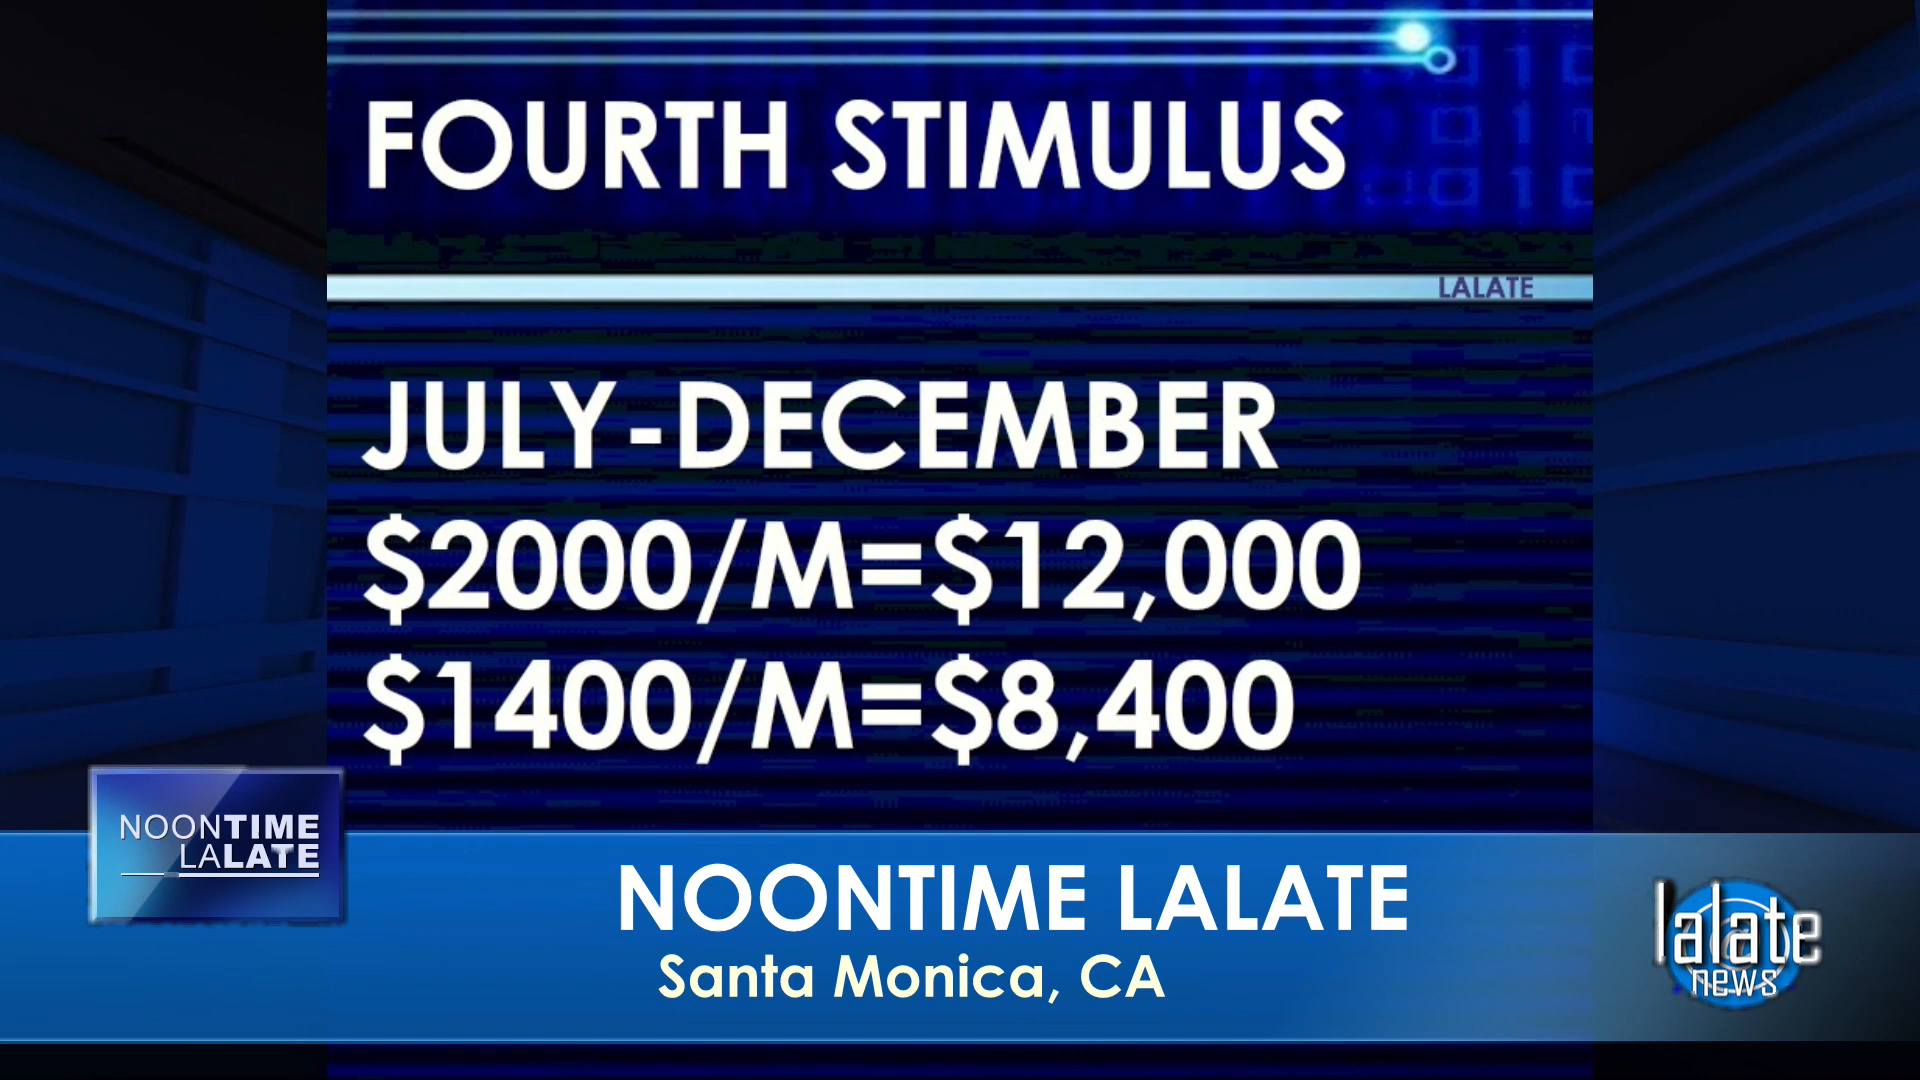 FOURTH STIMULUS
LALATE
JULY-DECEMBER
$2000/M=$12,000
$1400/M=$8,400
NOONTIME
LALATE
NOONTIME LALATE
Santa Monica, CA
lalate
news